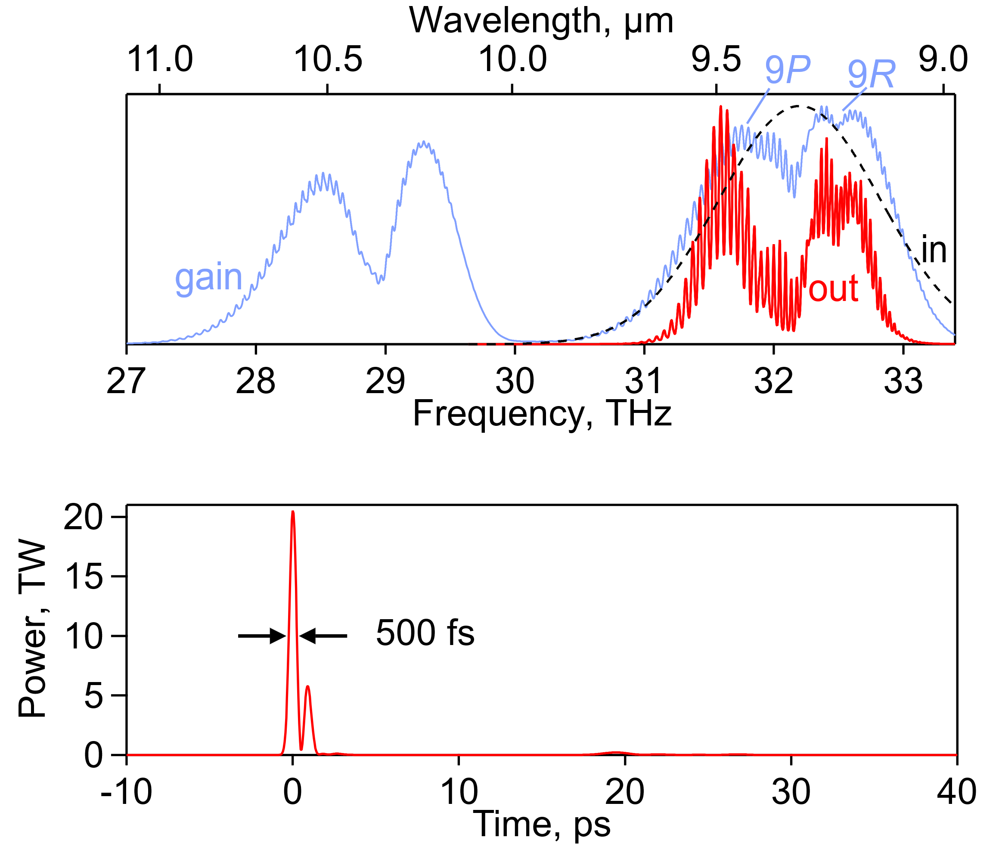 Wavelength, µm
11.0 10.5 10.0 9.5 9.0
9P 9R
gain
in
out
27 28 29 30 31 32 33
Frequency, THz
20
15
10
5
0
Power, TW
500 fs
-10 0 10 20 30 40
Time, ps